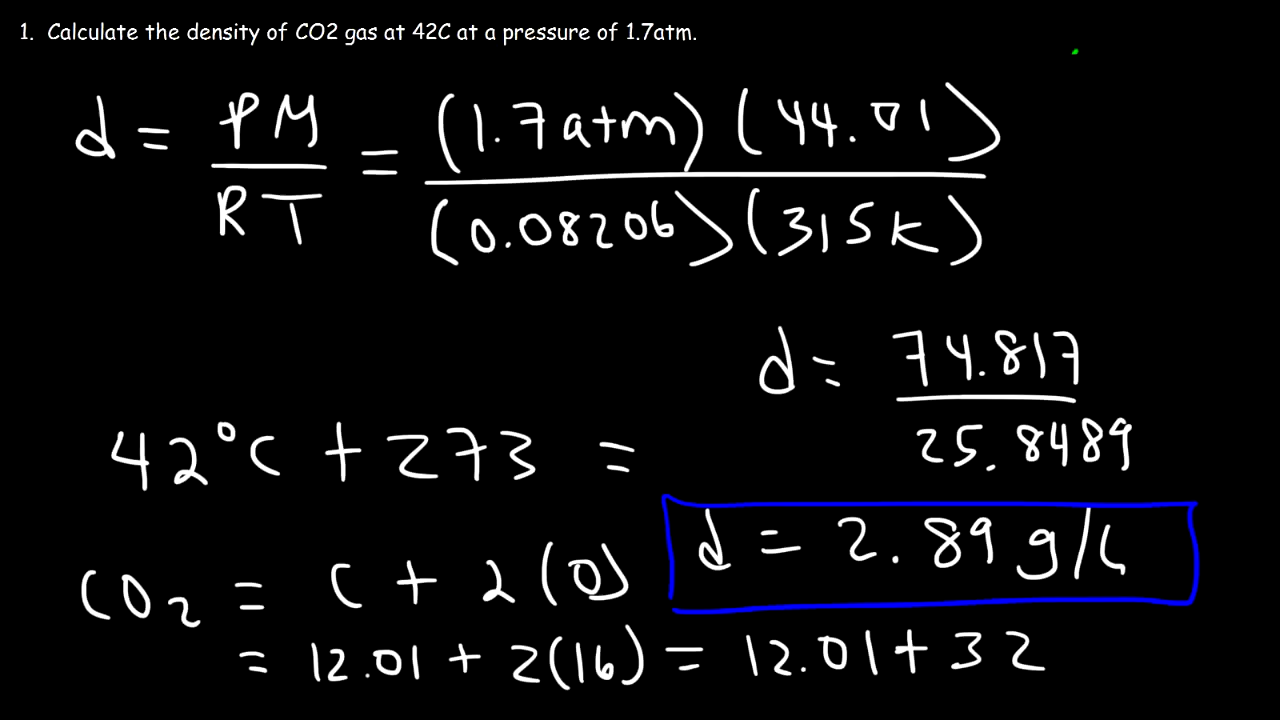 1. Calculate the density of CO2 gas at 42C at a pressure of 1.7atm.
d = PM / RT = (1.7atm)(44.01) / (0.08206)(315K)
d = 74.817 / 25.8489
42°C + 273 =
d = 2.89 g/L
CO₂ = C + 2(O)
= 12.01 + 2(16) = 12.01 + 32